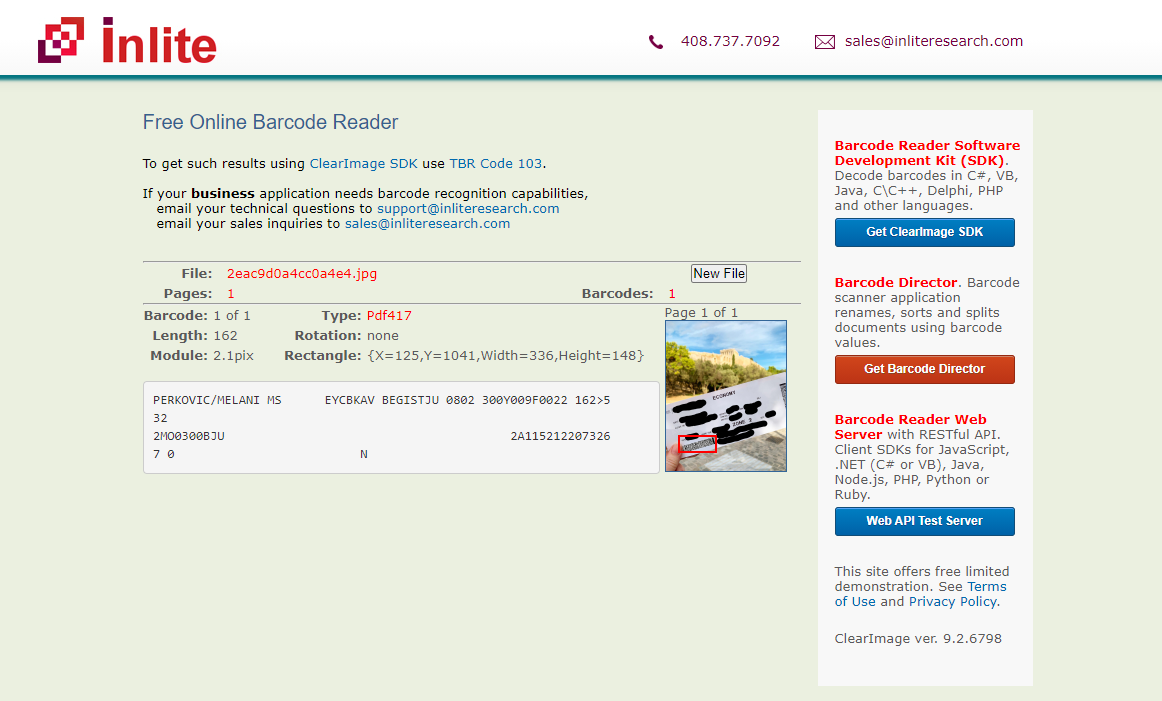 inlite
408.737.7092
sales@inliteresearch.com
Free Online Barcode Reader
To get such results using ClearImage SDK use TBR Code 103.
If your business application needs barcode recognition capabilities,
email your technical questions to support@inliteresearch.com
email your sales inquiries to sales@inliteresearch.com
File: 2eac9d0a4cc0a4e4.jpg New File
Pages: 1 Barcodes: 1
Barcode: 1 of 1 Type: Pdf417 Page 1 of 1
Length: 162 Rotation: none
Module: 2.1pix Rectangle: {X=125,Y=1041,Width=336,Height=148}
PERKOVIC/MELANI MS EYCBKAV BEGISTJU 0802 300Y009F0022 162>5
32
2MO0300BJU 2A115212207326
7 0 N
ECONOMY
ZONE 2
Barcode Reader Software
Development Kit (SDK).
Decode barcodes in C#, VB,
Java, C\C++, Delphi, PHP
and other languages.
Get ClearImage SDK
Barcode Director. Barcode
scanner application
renames, sorts and splits
documents using barcode
values.
Get Barcode Director
Barcode Reader Web
Server with RESTful API.
Client SDKs for JavaScript,
.NET (C# or VB), Java,
Node.js, PHP, Python or
Ruby.
Web API Test Server
This site offers free limited
demonstration. See Terms
of Use and Privacy Policy.
ClearImage ver. 9.2.6798